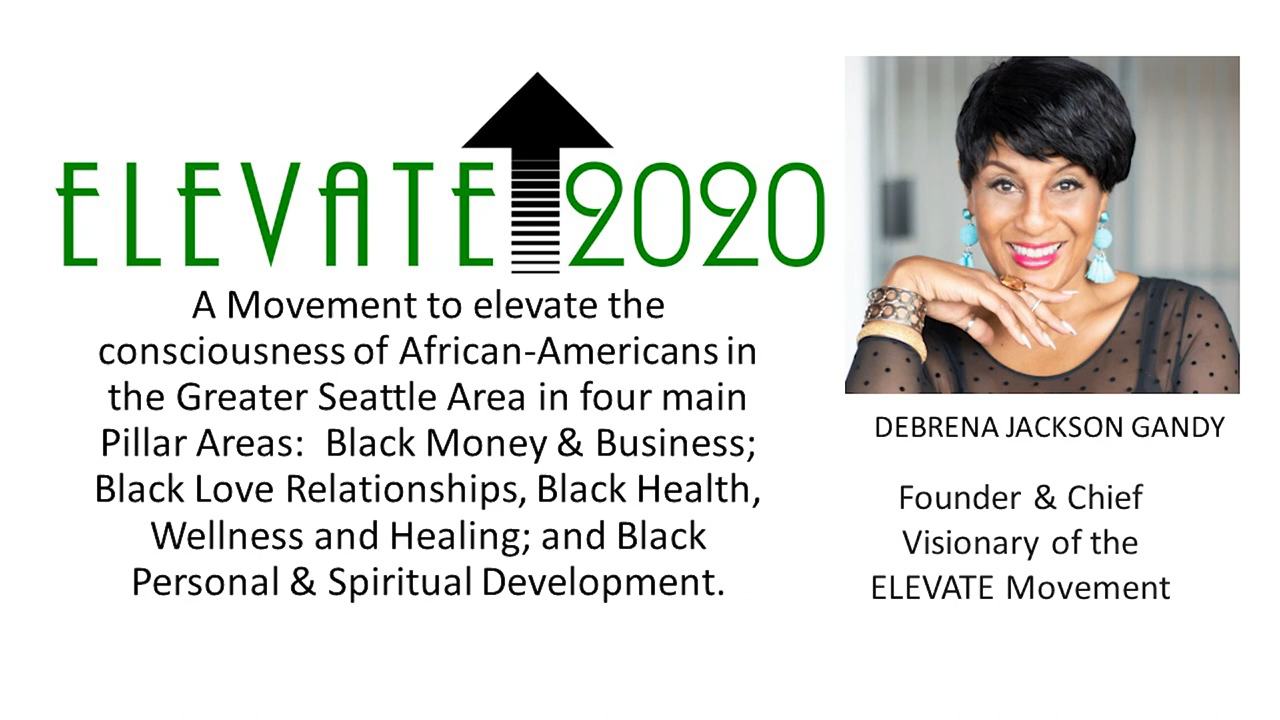 ELEVATE 2020
A Movement to elevate the
consciousness of African-Americans in
the Greater Seattle Area in four main
Pillar Areas:  Black Money & Business;
Black Love Relationships, Black Health,
Wellness and Healing; and Black
Personal & Spiritual Development.
DEBRENA JACKSON GANDY
Founder & Chief
Visionary of the
ELEVATE Movement